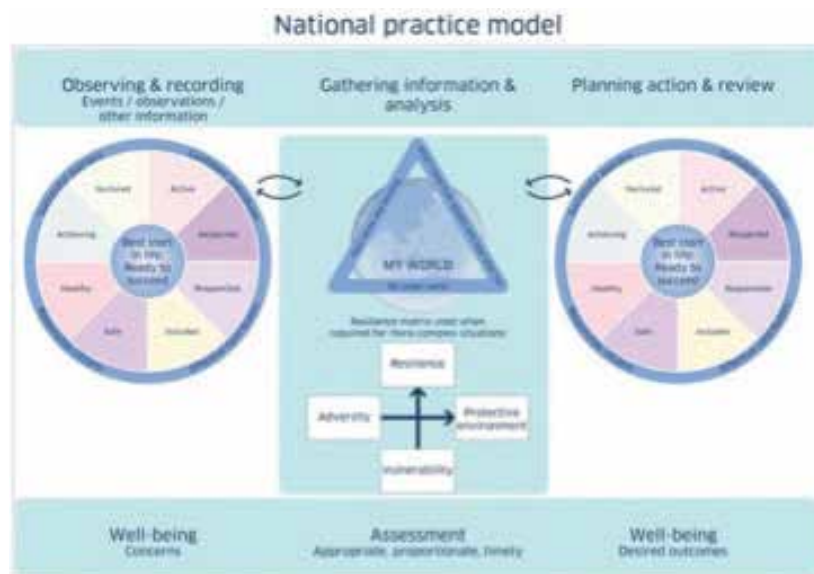 National practice model
Observing & recording
Events / observations /
other information
Gathering information &
analysis
Planning action & review
Nurtured
Active
Achieving
Respected
Best start
in life:
Ready to
succeed
Healthy
Responsible
Safe
Included
MY WORLD
Resilience matrix used when
required for more complex situations
Resilience
Adversity
Protective
environment
Vulnerability
Nurtured
Active
Achieving
Respected
Best start
in life:
Ready to
succeed
Healthy
Responsible
Safe
Included
Well-being
Concerns
Assessment
Appropriate, proportionate, timely
Well-being
Desired outcomes